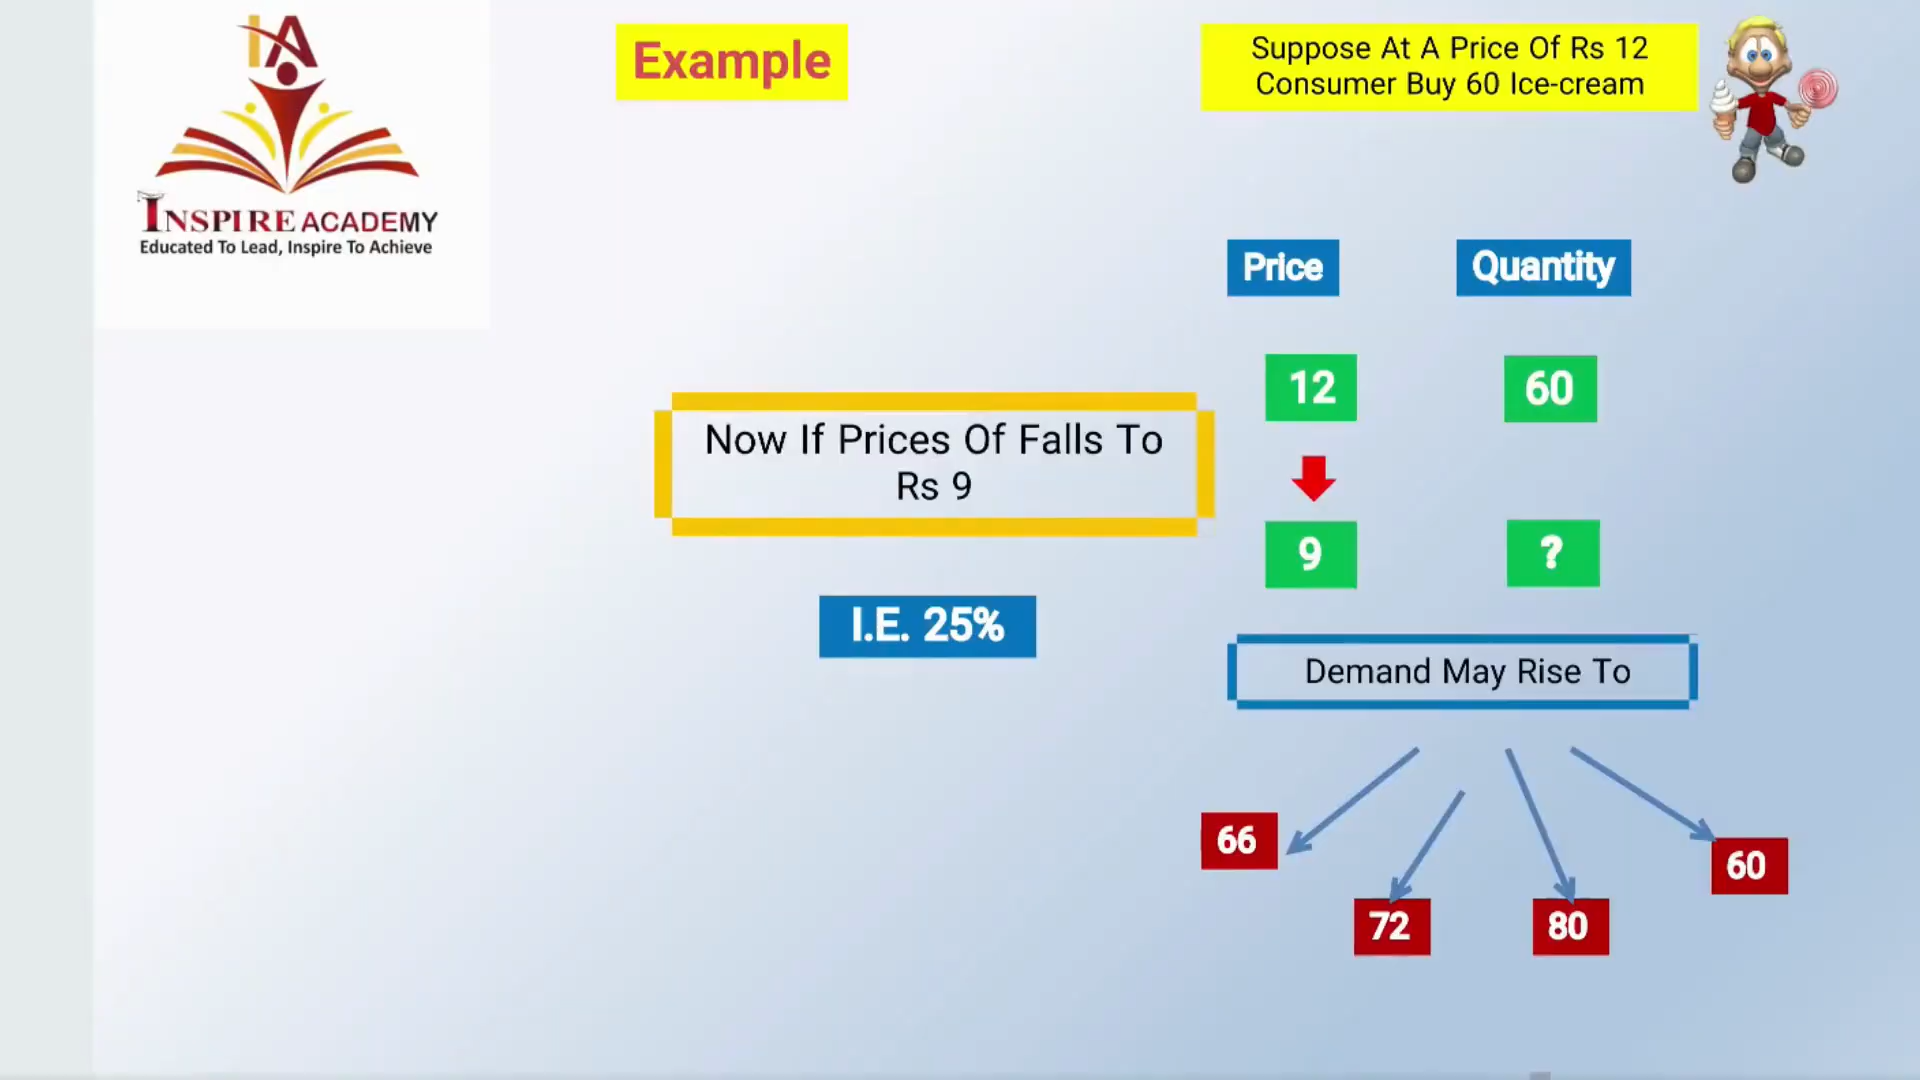 IA
INSPIRE ACADEMY
Educated To Lead, Inspire To Achieve
Example
Suppose At A Price Of Rs 12
Consumer Buy 60 Ice-cream
Price
Quantity
12
60
Now If Prices Of Falls To
Rs 9
9
?
I.E. 25%
Demand May Rise To
66
72
80
60